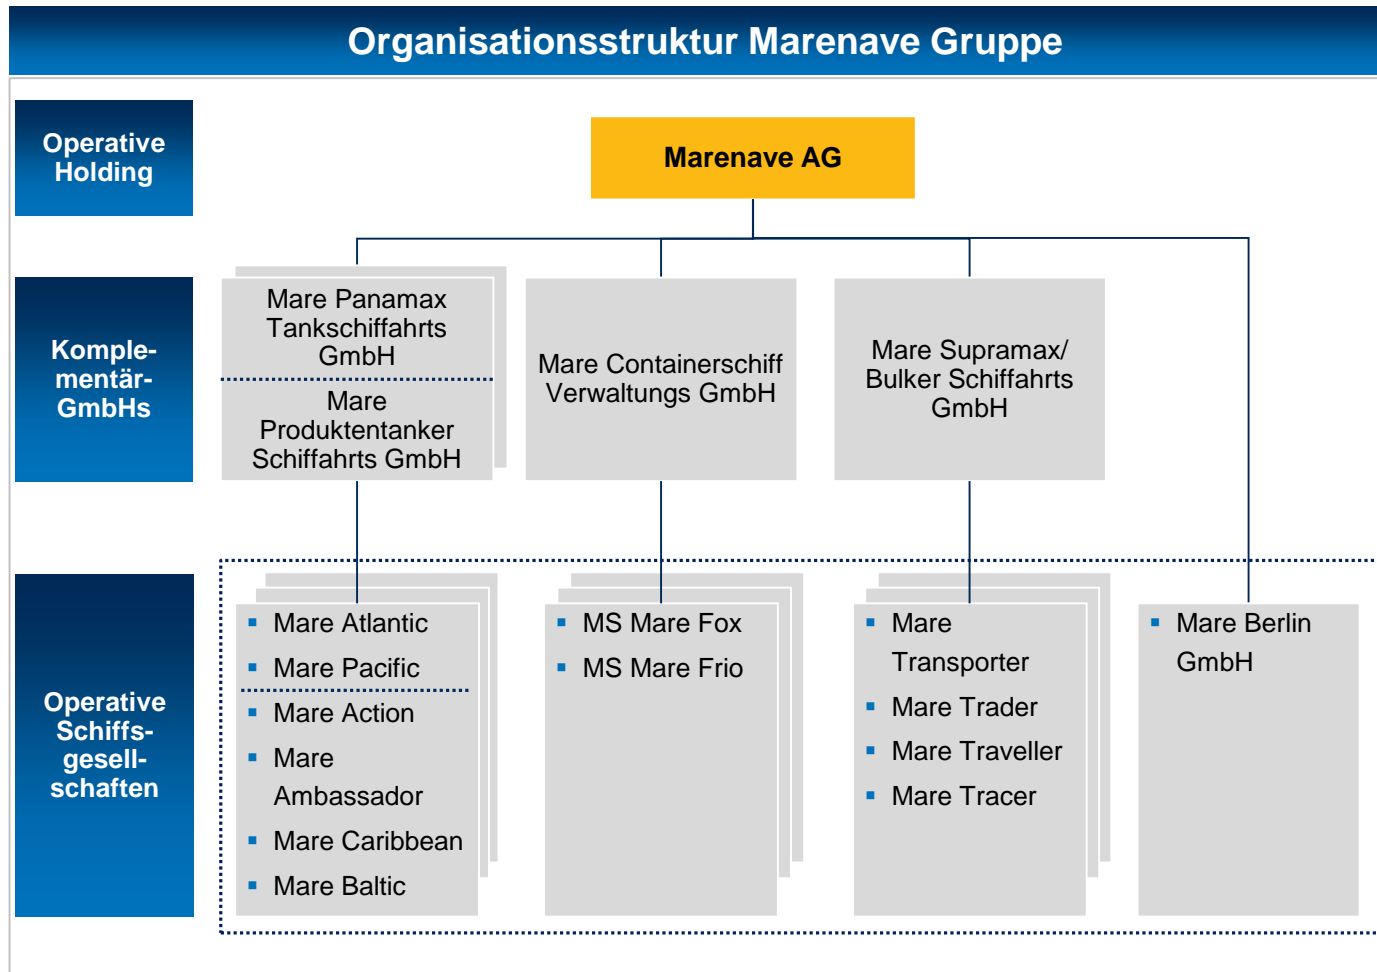 Organisationsstruktur Marenave Gruppe
Operative
Holding
Marenave AG
Komple-
mentär-
GmbHs
Mare Panamax
Tankschiffahrts
GmbH
Mare
Produktentanker
Schiffahrts GmbH
Mare Containerschiff
Verwaltungs GmbH
Mare Supramax/
Bulker Schiffahrts
GmbH
Operative
Schiffs-
gesell-
schaften
▪ Mare Atlantic
▪ Mare Pacific
▪ Mare Action
▪ Mare
Ambassador
▪ Mare Caribbean
▪ Mare Baltic
▪ MS Mare Fox
▪ MS Mare Frio
▪ Mare
Transporter
▪ Mare Trader
▪ Mare Traveller
▪ Mare Tracer
▪ Mare Berlin
GmbH